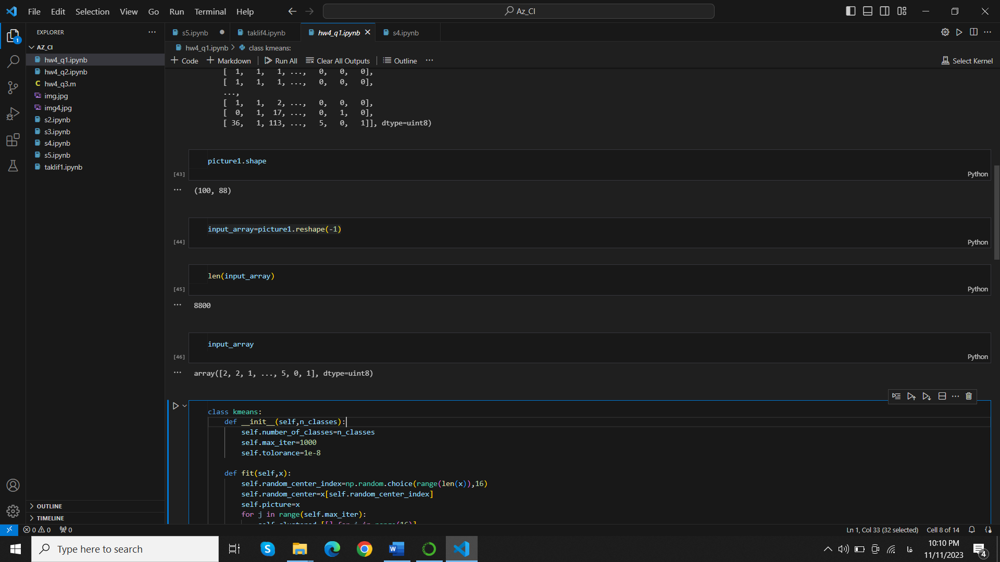 File Edit Selection View Go Run Terminal Help
Az_CI
EXPLORER
AZ_CI
hw4_q1.ipynb
hw4_q2.ipynb
C hw4_q3.m
img.jpg
img4.jpg
s2.ipynb
s3.ipynb
s4.ipynb
s5.ipynb
taklif1.ipynb
OUTLINE
TIMELINE
s5.ipynb taklif4.ipynb hw4_q1.ipynb s4.ipynb
hw4_q1.ipynb > class kmeans:
+ Code + Markdown Run All Clear All Outputs Outline ...
Select Kernel
[ 1, 1, 1, ..., 0, 0, 0],
[ 1, 1, 1, ..., 0, 0, 0],
...,
[ 1, 1, 2, ..., 0, 0, 0],
[ 0, 1, 17, ..., 0, 1, 0],
[ 36, 1, 113, ..., 5, 0, 1]], dtype=uint8)
picture1.shape
[43]
Python
... (100, 88)
input_array=picture1.reshape(-1)
[44]
Python
len(input_array)
[45]
Python
... 8800
input_array
[46]
Python
... array([2, 2, 1, ..., 5, 0, 1], dtype=uint8)
class kmeans:
def __init__(self,n_classes):
self.number_of_classes=n_classes
self.max_iter=1000
self.tolorance=1e-8
def fit(self,x):
self.random_center_index=np.random.choice(range(len(x)),16)
self.random_center=x[self.random_center_index]
self.picture=x
for j in range(self.max_iter):
0 0 0
Ln 1, Col 33 (32 selected) Cell 8 of 14
Type here to search
فا
10:10 PM
11/11/2023
4
1